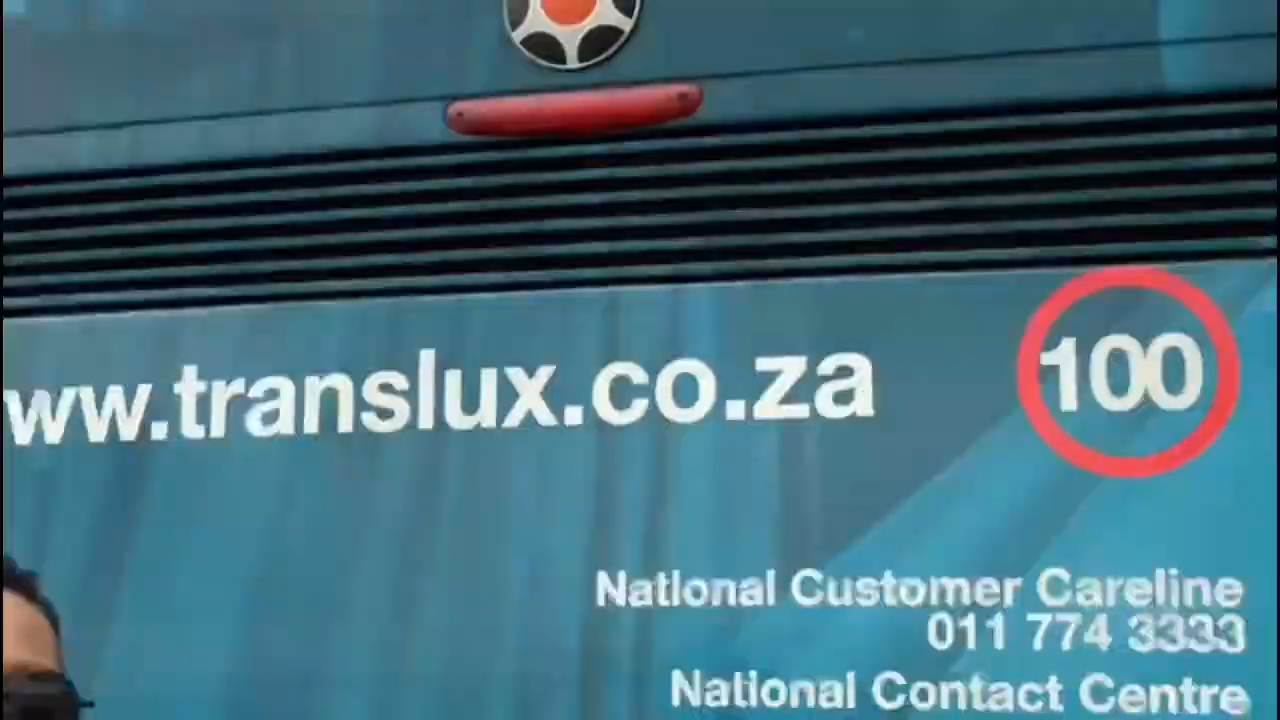 ww.translux.co.za
100
National Customer Careline
011 774 3333
National Contact Centre